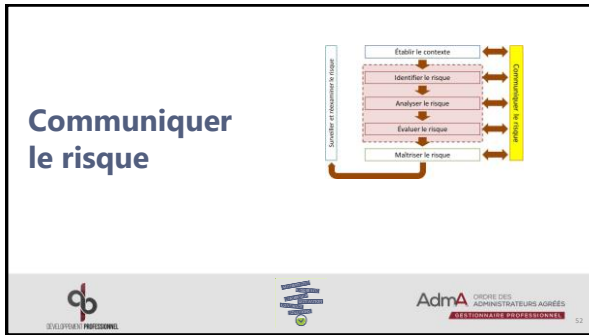 Communiquer
le risque
Surveiller et réexaminer le risque
Établir le contexte
Identifier le risque
Analyser le risque
Évaluer le risque
Maîtriser le risque
Communiquer le risque
DÉVELOPPEMENT PROFESSIONNEL
AdmA
ORDRE DES
ADMINISTRATEURS AGRÉÉS
GESTIONNAIRE PROFESSIONNEL
52